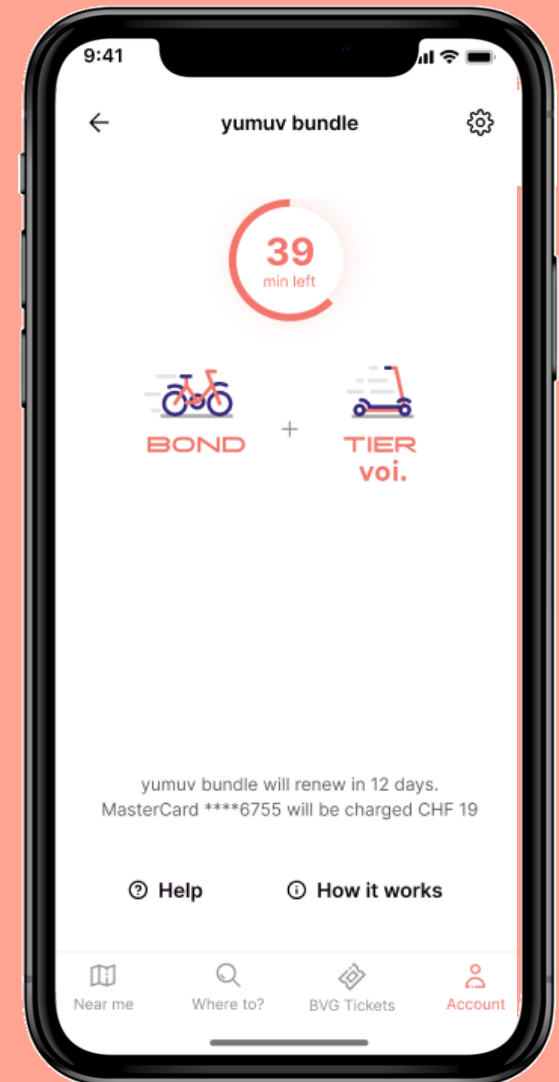 9:41
yumuv bundle
39
min left
BOND
+
TIER
voi.
yumuv bundle will renew in 12 days.
MasterCard ****6755 will be charged CHF 19
Help
How it works
Near me
Where to?
BVG Tickets
Account